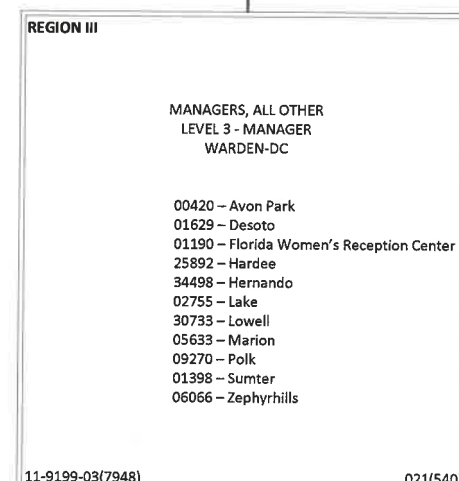 REGION III
MANAGERS, ALL OTHER
LEVEL 3 - MANAGER
WARDEN-DC
00420 – Avon Park
01629 – Desoto
01190 – Florida Women's Reception Center
25892 – Hardee
34498 – Hernando
02755 – Lake
30733 – Lowell
05633 – Marion
09270 – Polk
01398 – Sumter
06066 – Zephyrhills
11-9199-03(7948) 021(540